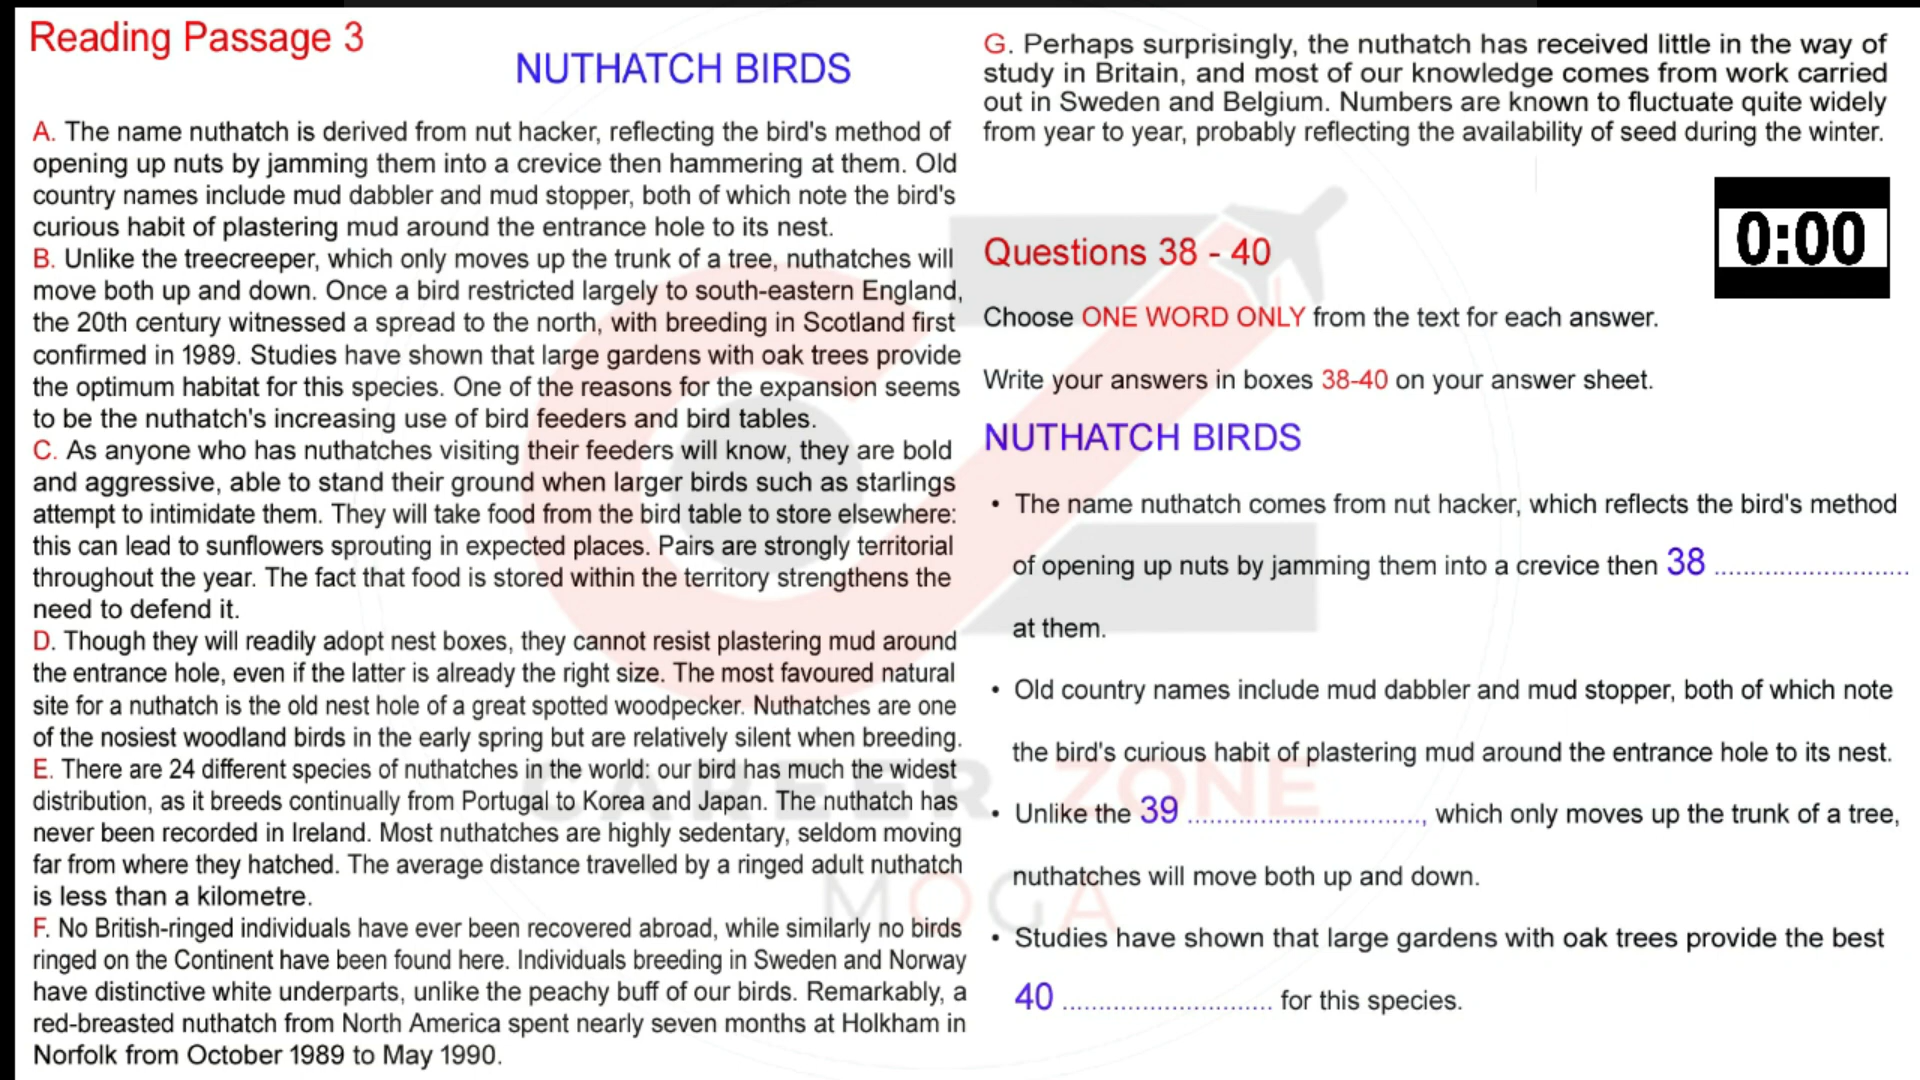 Reading Passage 3
NUTHATCH BIRDS
A. The name nuthatch is derived from nut hacker, reflecting the bird's method of
opening up nuts by jamming them into a crevice then hammering at them. Old
country names include mud dabbler and mud stopper, both of which note the bird's
curious habit of plastering mud around the entrance hole to its nest.
B. Unlike the treecreeper, which only moves up the trunk of a tree, nuthatches will
move both up and down. Once a bird restricted largely to south-eastern England,
the 20th century witnessed a spread to the north, with breeding in Scotland first
confirmed in 1989. Studies have shown that large gardens with oak trees provide
the optimum habitat for this species. One of the reasons for the expansion seems
to be the nuthatch's increasing use of bird feeders and bird tables.
C. As anyone who has nuthatches visiting their feeders will know, they are bold
and aggressive, able to stand their ground when larger birds such as starlings
attempt to intimidate them. They will take food from the bird table to store elsewhere:
this can lead to sunflowers sprouting in expected places. Pairs are strongly territorial
throughout the year. The fact that food is stored within the territory strengthens the
need to defend it.
D. Though they will readily adopt nest boxes, they cannot resist plastering mud around
the entrance hole, even if the latter is already the right size. The most favoured natural
site for a nuthatch is the old nest hole of a great spotted woodpecker. Nuthatches are one
of the nosiest woodland birds in the early spring but are relatively silent when breeding.
E. There are 24 different species of nuthatches in the world: our bird has much the widest
distribution, as it breeds continually from Portugal to Korea and Japan. The nuthatch has
never been recorded in Ireland. Most nuthatches are highly sedentary, seldom moving
far from where they hatched. The average distance travelled by a ringed adult nuthatch
is less than a kilometre.
F. No British-ringed individuals have ever been recovered abroad, while similarly no birds
ringed on the Continent have been found here. Individuals breeding in Sweden and Norway
have distinctive white underparts, unlike the peachy buff of our birds. Remarkably, a
red-breasted nuthatch from North America spent nearly seven months at Holkham in
Norfolk from October 1989 to May 1990.
G. Perhaps surprisingly, the nuthatch has received little in the way of
study in Britain, and most of our knowledge comes from work carried
out in Sweden and Belgium. Numbers are known to fluctuate quite widely
from year to year, probably reflecting the availability of seed during the winter.
0:00
Questions 38 - 40
Choose ONE WORD ONLY from the text for each answer.
Write your answers in boxes 38-40 on your answer sheet.
NUTHATCH BIRDS
• The name nuthatch comes from nut hacker, which reflects the bird's method
of opening up nuts by jamming them into a crevice then 38 ...........................
at them.
• Old country names include mud dabbler and mud stopper, both of which note
the bird's curious habit of plastering mud around the entrance hole to its nest.
• Unlike the 39 ................................, which only moves up the trunk of a tree,
nuthatches will move both up and down.
• Studies have shown that large gardens with oak trees provide the best
40 ............................. for this species.
CAREER ZONE
MOGA